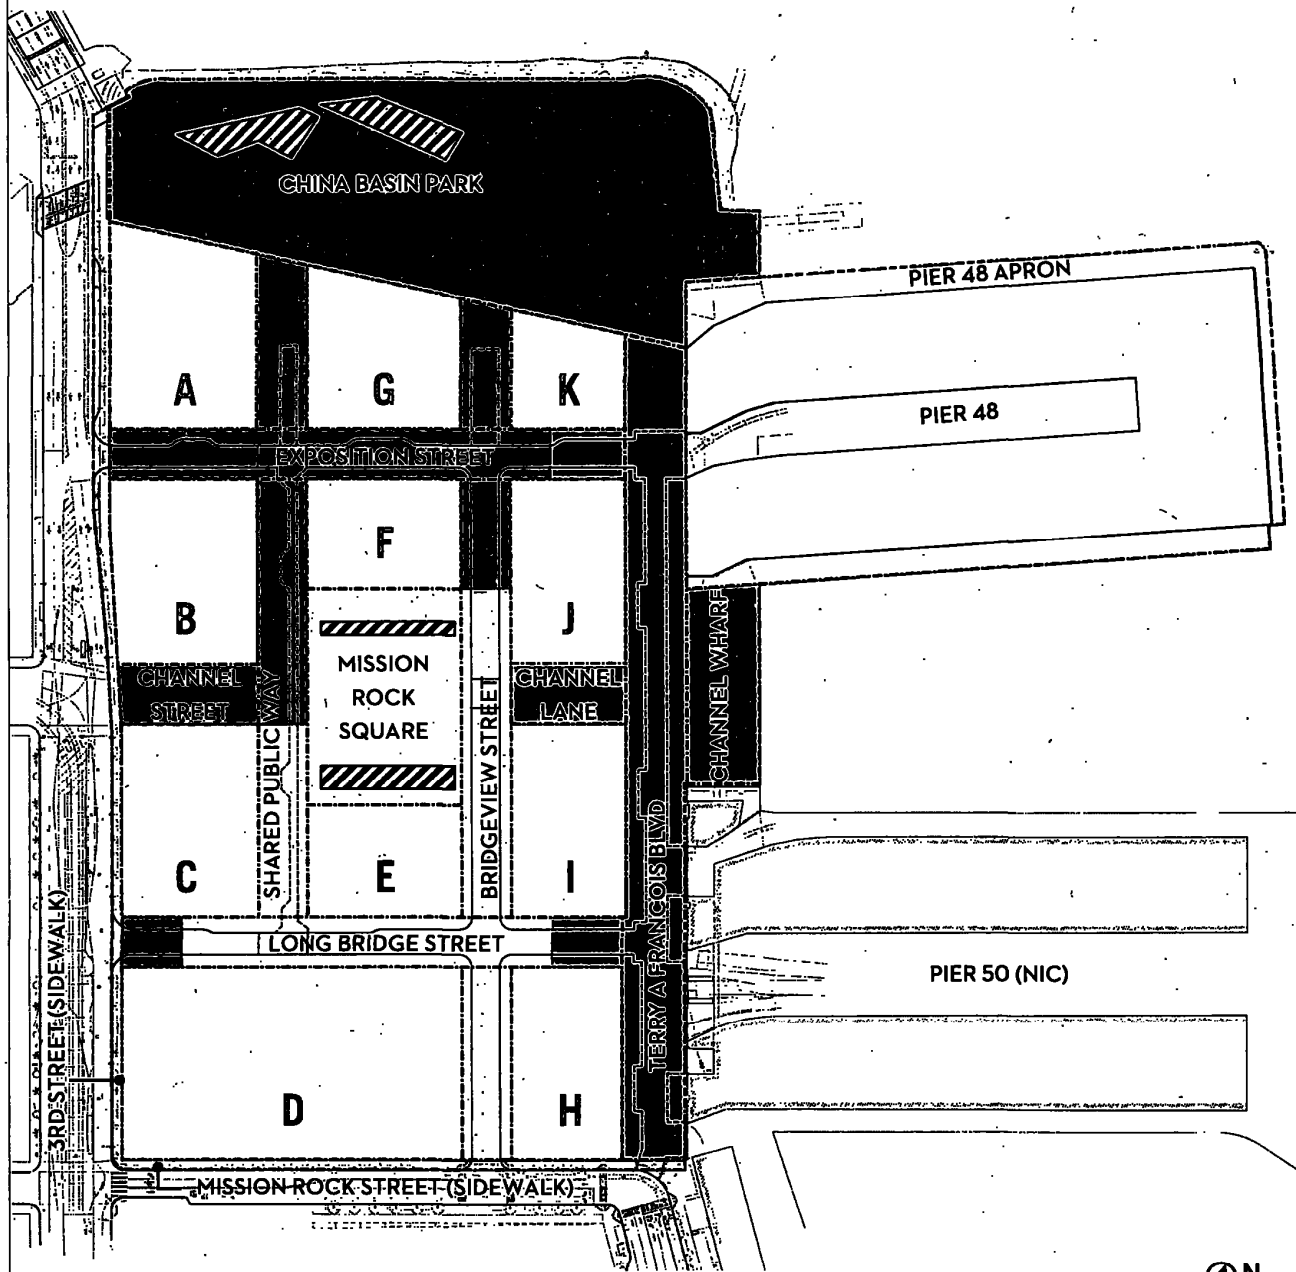 CHINA BASIN PARK
PIER 48 APRON
A
G
K
PIER 48
EXPOSITION STREET
F
B
J
MISSION
ROCK
SQUARE
CHANNEL
STREET
CHANNEL
LANE
CHANNEL WHARF
SHARED PUBLIC WAY
BRIDGEVIEW STREET
C
E
I
TERRY A FRANCOIS BLVD
LONG BRIDGE STREET
PIER 50 (NIC)
3RD STREET (SIDEWALK)
D
H
MISSION ROCK STREET (SIDEWALK)
N